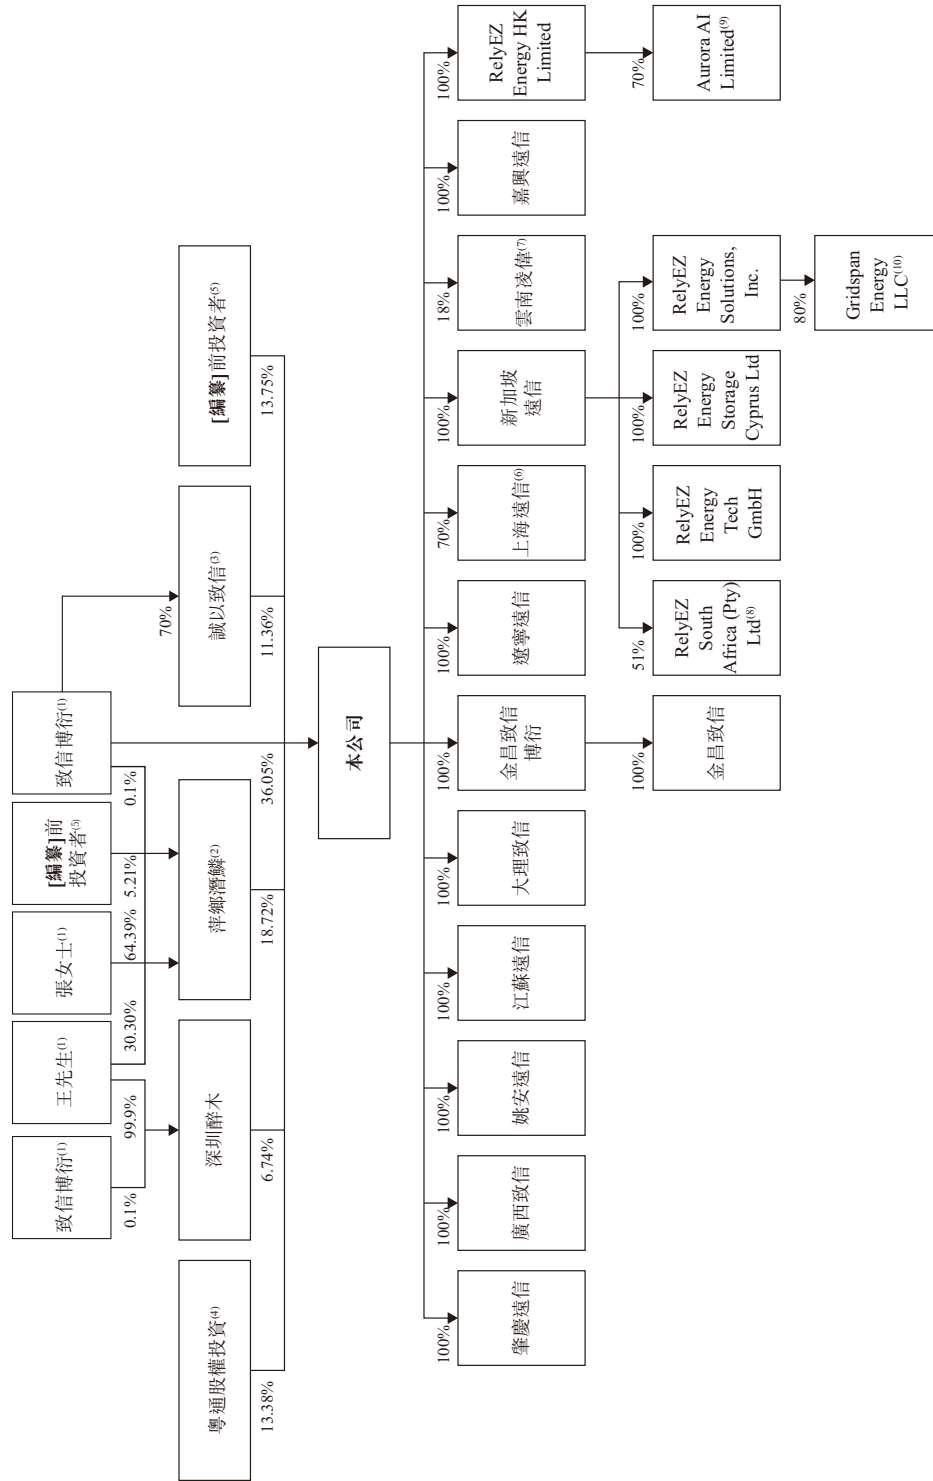 致信博衍(1)
王先生(1)
張女士(1)
[編纂]前
投資者(5)
致信博衍(1)
0.1%
99.9%
30.30%
64.39%
5.21%
0.1%
70%
粵通股權投資(4)
深圳醉木
萍鄉潛鱗(2)
誠以致信(3)
[編纂]前投資者(5)
13.38%
6.74%
18.72%
36.05%
11.36%
13.75%
本公司
100%
100%
100%
100%
100%
100%
100%
70%
100%
18%
100%
100%
肇慶遠信
廣西致信
姚安遠信
江蘇遠信
大理致信
金昌致信
博衍
遼寧遠信
上海遠信(6)
新加坡
遠信
雲南凌偉(7)
嘉興遠信
RelyEZ
Energy HK
Limited
100%
51%
100%
100%
100%
70%
金昌致信
RelyEZ
South
Africa (Pty)
Ltd(8)
RelyEZ
Energy
Tech
GmbH
RelyEZ
Energy
Storage
Cyprus Ltd
RelyEZ
Energy
Solutions,
Inc.
Aurora AI
Limited(9)
80%
Gridspan
Energy
LLC(10)